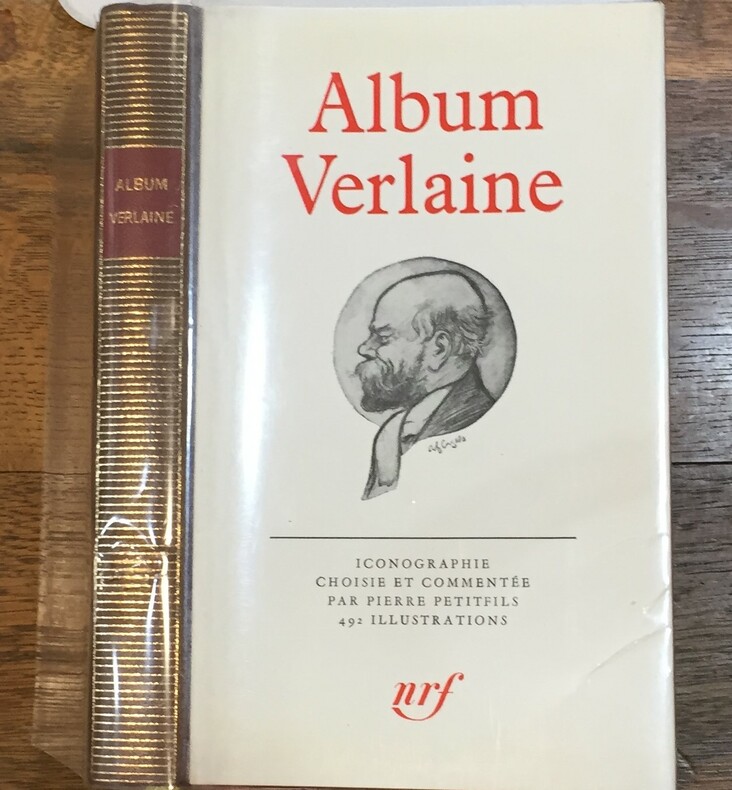 ALBUM
VERLAINE
Album
Verlaine
ICONOGRAPHIE
CHOISIE ET COMMENTÉE
PAR PIERRE PETITFILS
492 ILLUSTRATIONS
nrf